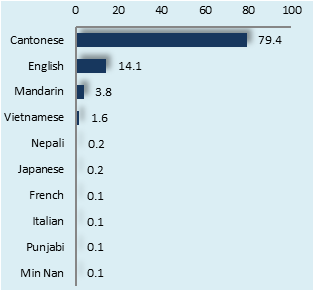 0 20 40 60 80 100
Cantonese 79.4
English 14.1
Mandarin 3.8
Vietnamese 1.6
Nepali 0.2
Japanese 0.2
French 0.1
Italian 0.1
Punjabi 0.1
Min Nan 0.1